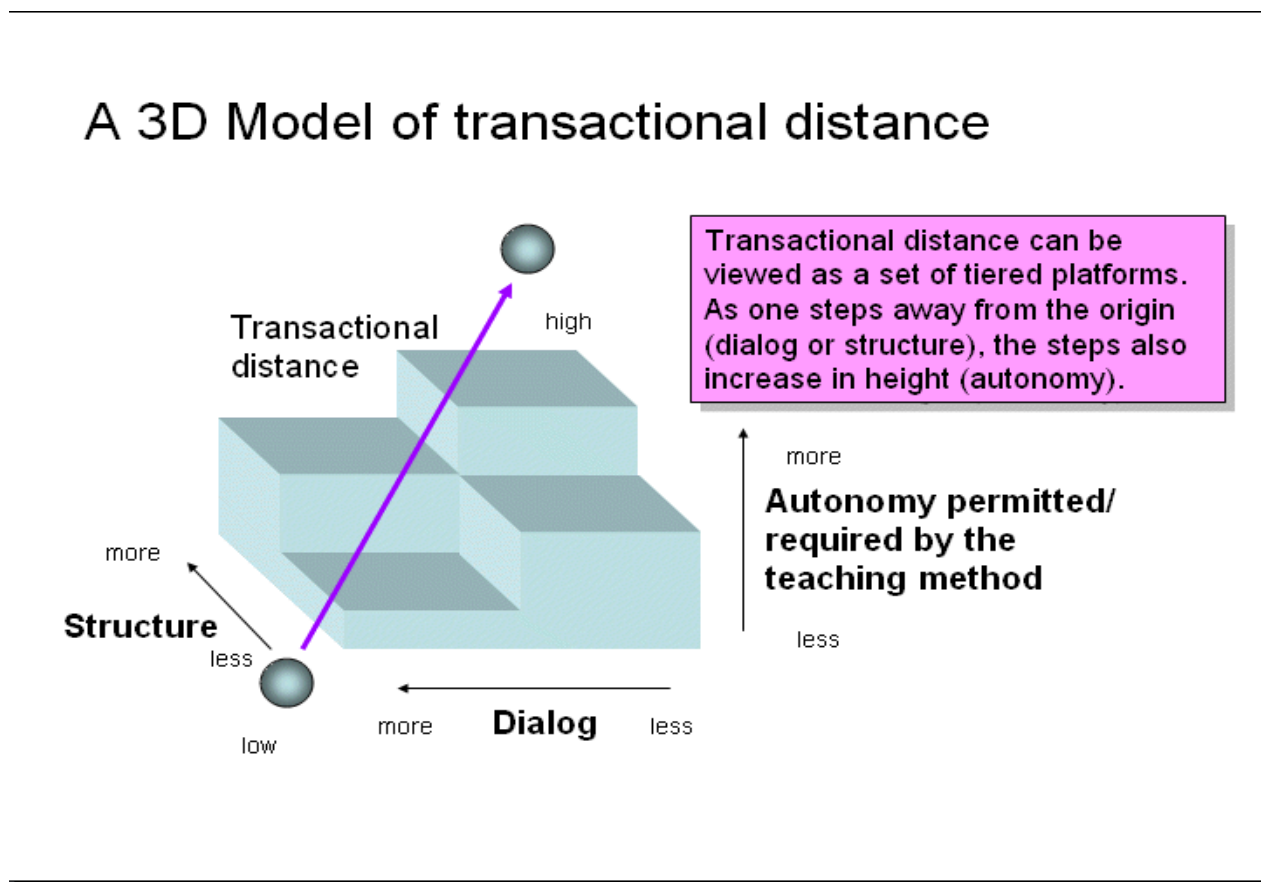 A 3D Model of transactional distance
Transactional distance can be
viewed as a set of tiered platforms.
As one steps away from the origin
(dialog or structure), the steps also
increase in height (autonomy).
Transactional
distance
high
more
Autonomy permitted/
required by the
teaching method
less
more
Structure
less
low
more
Dialog
less